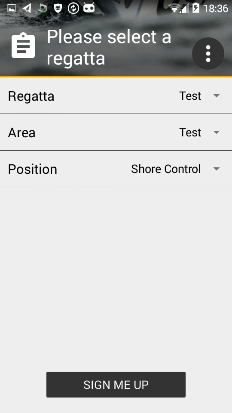 18:36
Please select a
regatta
Regatta Test
Area Test
Position Shore Control
SIGN ME UP